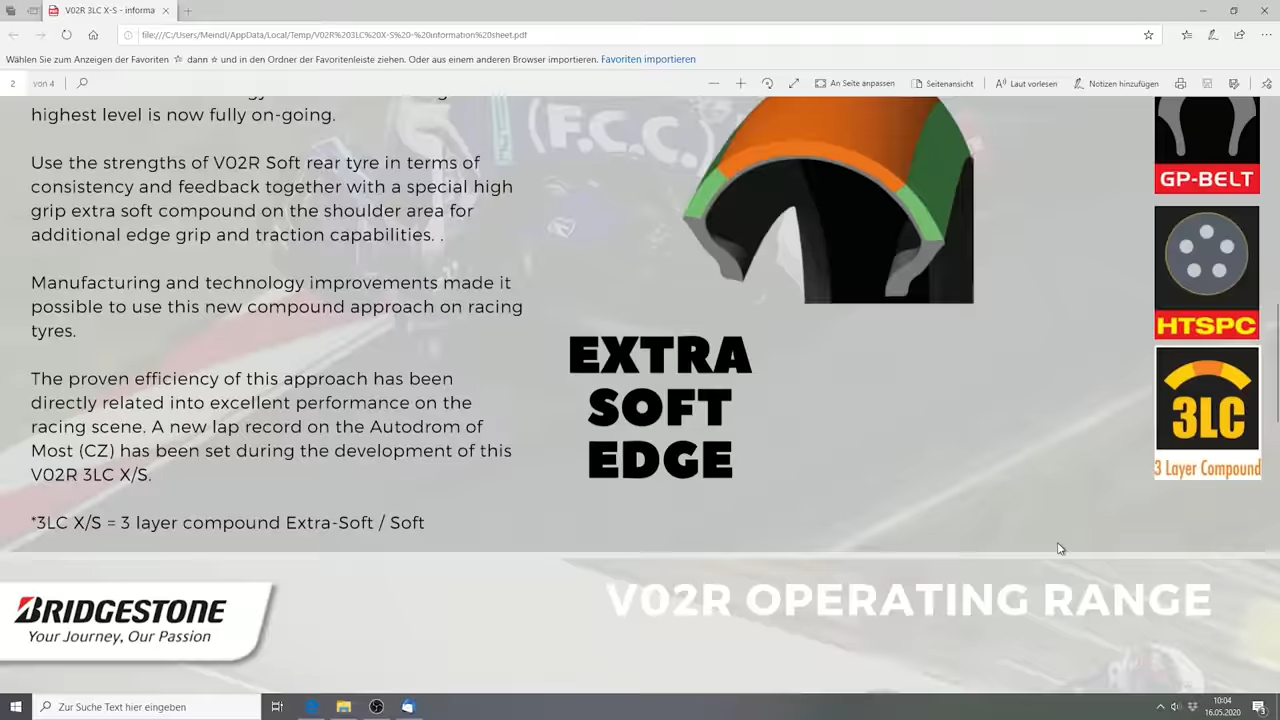 V02R 3LC X-S - informa
file:///C:/Users/Meindl/AppData/Local/Temp/V02R%203LC%20X-S%20-%20information%20sheet.pdf
Wählen Sie zum Anzeigen der Favoriten ☆ dann ☆ und in den Ordner der Favoritenleiste ziehen. Oder aus einem anderen Browser importieren. Favoriten importieren
2 von 4
An Seite anpassen
Seitenansicht
Laut vorlesen
Notizen hinzufügen
highest level is now fully on-going.
Use the strengths of V02R Soft rear tyre in terms of
consistency and feedback together with a special high
grip extra soft compound on the shoulder area for
additional edge grip and traction capabilities. .
Manufacturing and technology improvements made it
possible to use this new compound approach on racing
tyres.
The proven efficiency of this approach has been
directly related into excellent performance on the
racing scene. A new lap record on the Autodrom of
Most (CZ) has been set during the development of this
V02R 3LC X/S.
*3LC X/S = 3 layer compound Extra-Soft / Soft
(F.C.C.)
EXTRA
SOFT
EDGE
GP-BELT
HTSPC
3LC
3 Layer Compound
BRIDGESTONE
Your Journey, Our Passion
V02R OPERATING RANGE
Zur Suche Text hier eingeben
10:04
16.05.2020
3